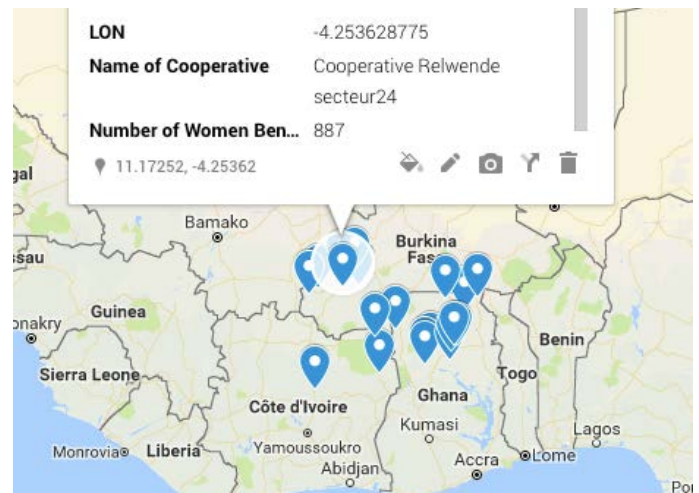 LON -4.253628775
Name of Cooperative Cooperative Relwende
secteur24
Number of Women Ben... 887
11.17252, -4.25362
gal
Bamako
Burkina
Fas
ssau
Guinea
onakry
Benin
Sierra Leone
Togo
Côte d'Ivoire
Ghana
Kumasi
Lagos
Yamoussoukro
Monrovia
Liberia
Abidjan
Accra
Lome
Por